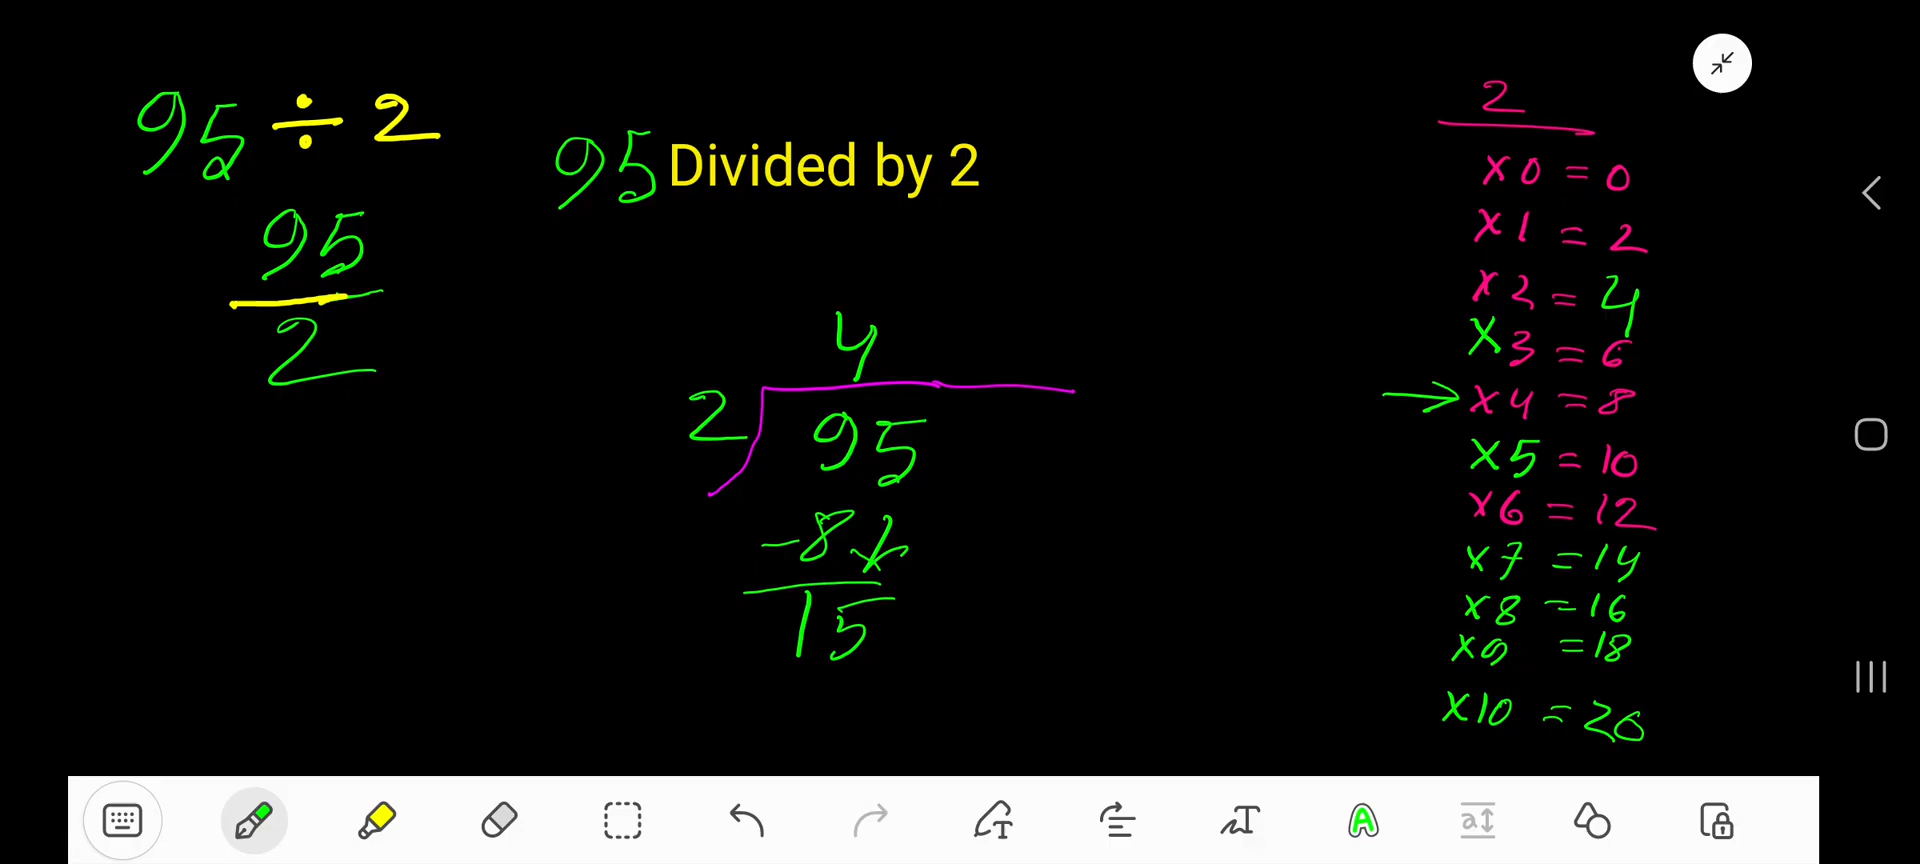 95 ÷ 2
95 Divided by 2
95
2
4
2 95
-8
15
2
x0 = 0
x1 = 2
x2 = 4
x3 = 6
→ x4 = 8
x5 = 10
x6 = 12
x7 = 14
x8 = 16
x9 = 18
x10 = 20